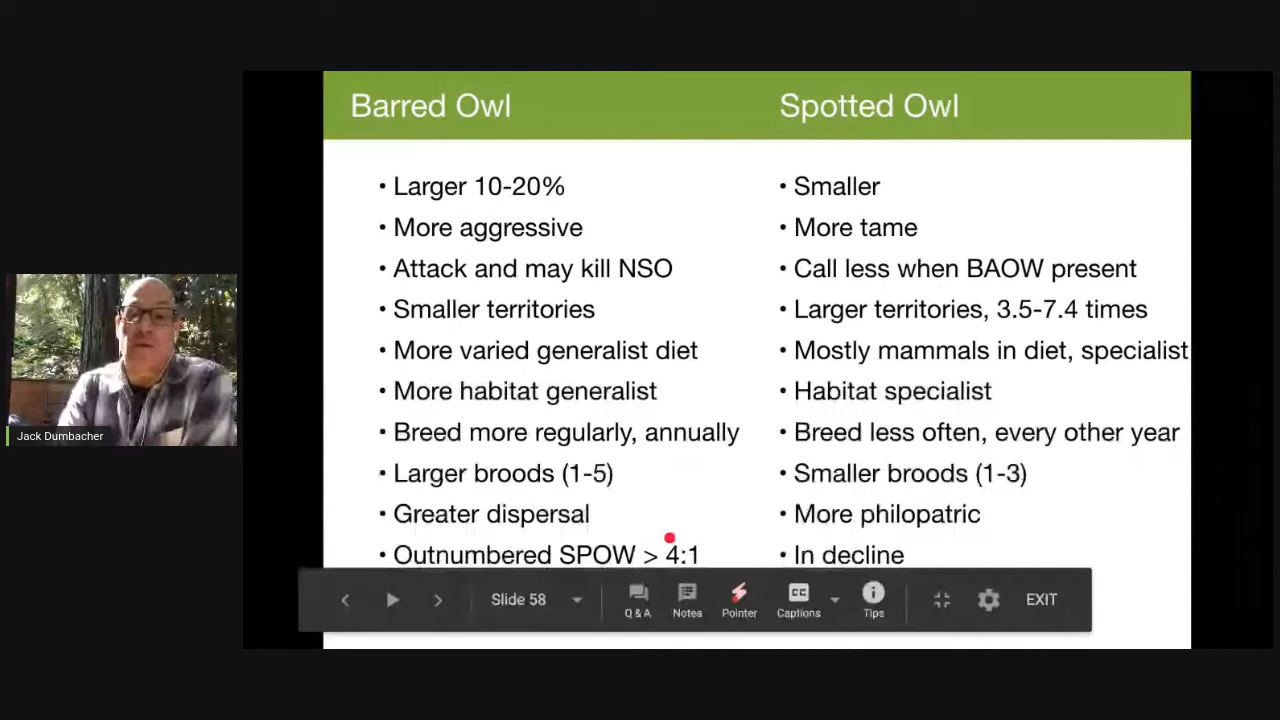 Barred Owl
Spotted Owl
• Larger 10-20%
• More aggressive
• Attack and may kill NSO
• Smaller territories
• More varied generalist diet
• More habitat generalist
• Breed more regularly, annually
• Larger broods (1-5)
• Greater dispersal
• Outnumbered SPOW > 4:1
• Smaller
• More tame
• Call less when BAOW present
• Larger territories, 3.5-7.4 times
• Mostly mammals in diet, specialist
• Habitat specialist
• Breed less often, every other year
• Smaller broods (1-3)
• More philopatric
• In decline
Jack Dumbacher
Slide 58
Q & A
Notes
Pointer
CC
Captions
Tips
EXIT